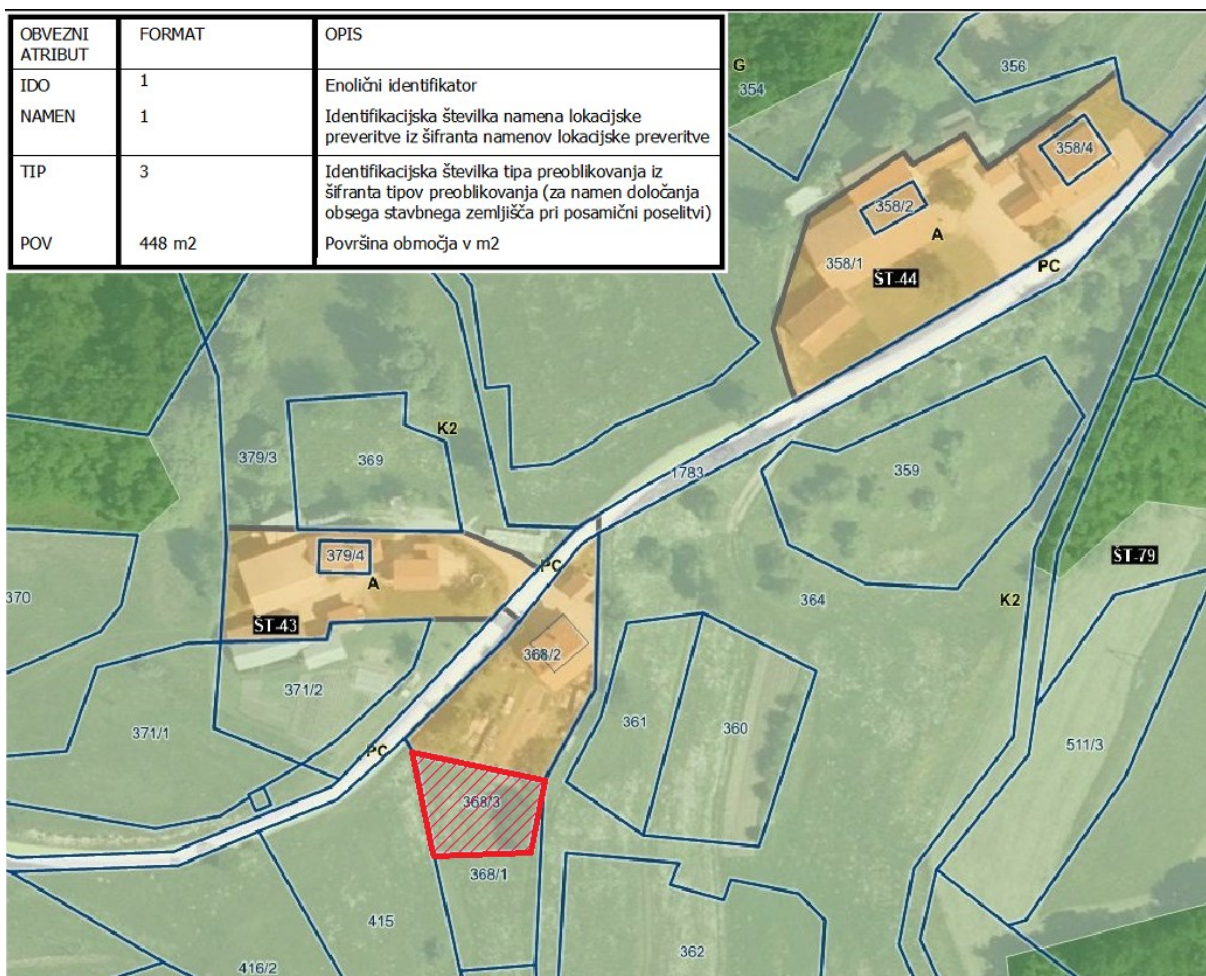 OBVEZNI
ATRIBUT
FORMAT
OPIS
IDO
1
Enolični identifikator
NAMEN
1
Identifikacijska številka namena lokacijske
preveritve iz šifranta namenov lokacijske preveritve
TIP
3
Identifikacijska številka tipa preoblikovanja iz
šifranta tipov preoblikovanja (za namen določanja
obsega stavbnega zemljišča pri posamični poselitvi)
POV
448 m2
Površina območja v m2
G
354
356
358/4
358/2
A
358/1
ŠT-44
PC
K2
379/3
369
1783
359
379/4
PC
A
ŠT-79
370
364
K2
ŠT-43
368/2
371/2
361
360
371/1
PC
511/3
368/3
368/1
415
362
416/2